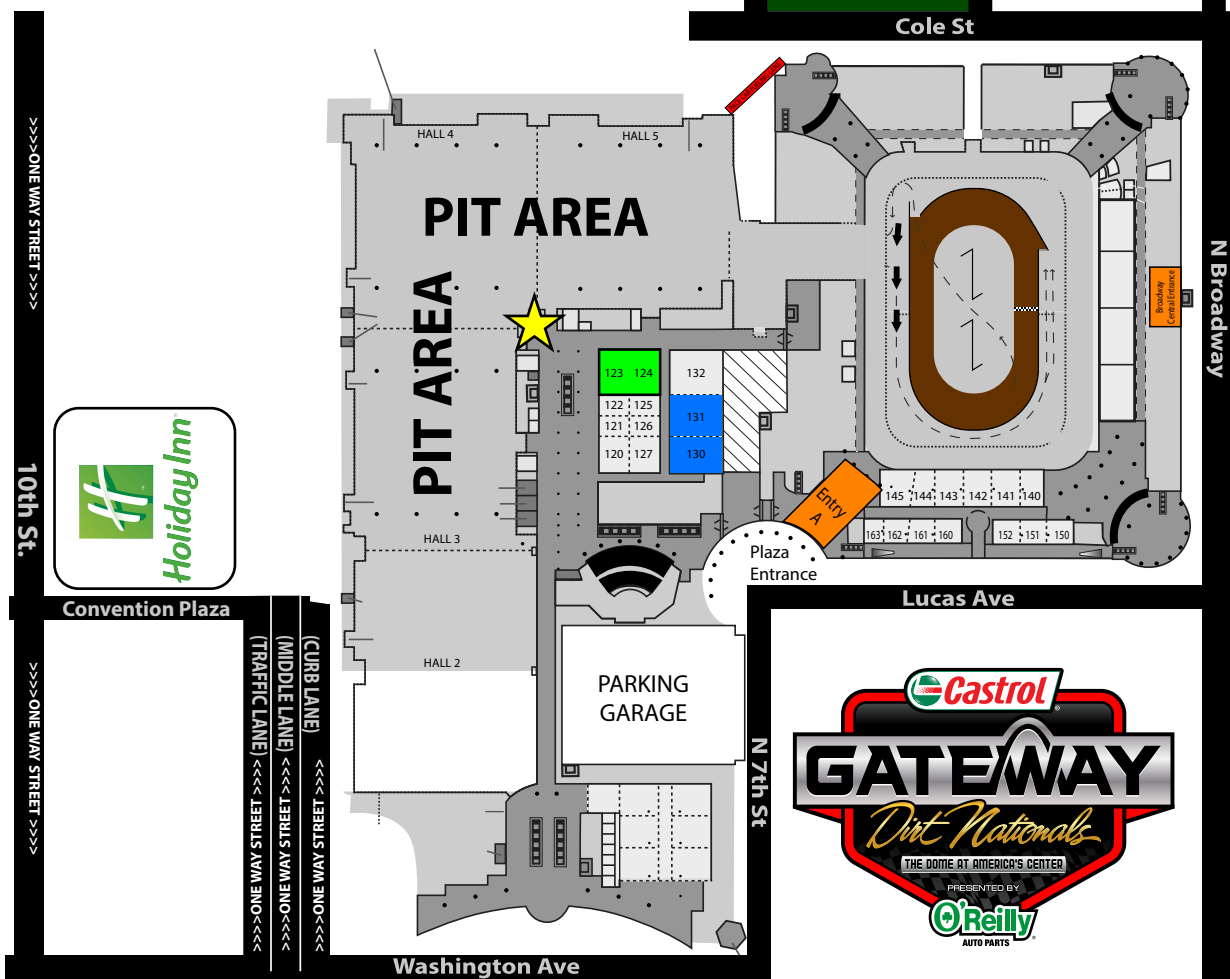 Cole St
HALL 4
HALL 5
PIT AREA
PIT AREA
>>>>ONE WAY STREET >>>>
N Broadway
Broadway
Central Entrance
123 124
132
122 125
121 126
120 127
131
130
Entry
A
145 144 143 142 141 140
163 162 161 160
152 151 150
10th St.
Holiday Inn®
HALL 3
Plaza
Entrance
Convention Plaza
Lucas Ave
HALL 2
PARKING
GARAGE
N 7th St
>>>>ONE WAY STREET >>>>
(TRAFFIC LANE) >>>>ONE WAY STREET >>>>
(MIDDLE LANE) >>>>ONE WAY STREET >>>>
(CURB LANE) >>>>ONE WAY STREET >>>>
Castrol®
GATEWAY
Dirt Nationals
THE DOME AT AMERICA'S CENTER
PRESENTED BY
O'Reilly
AUTO PARTS
Washington Ave